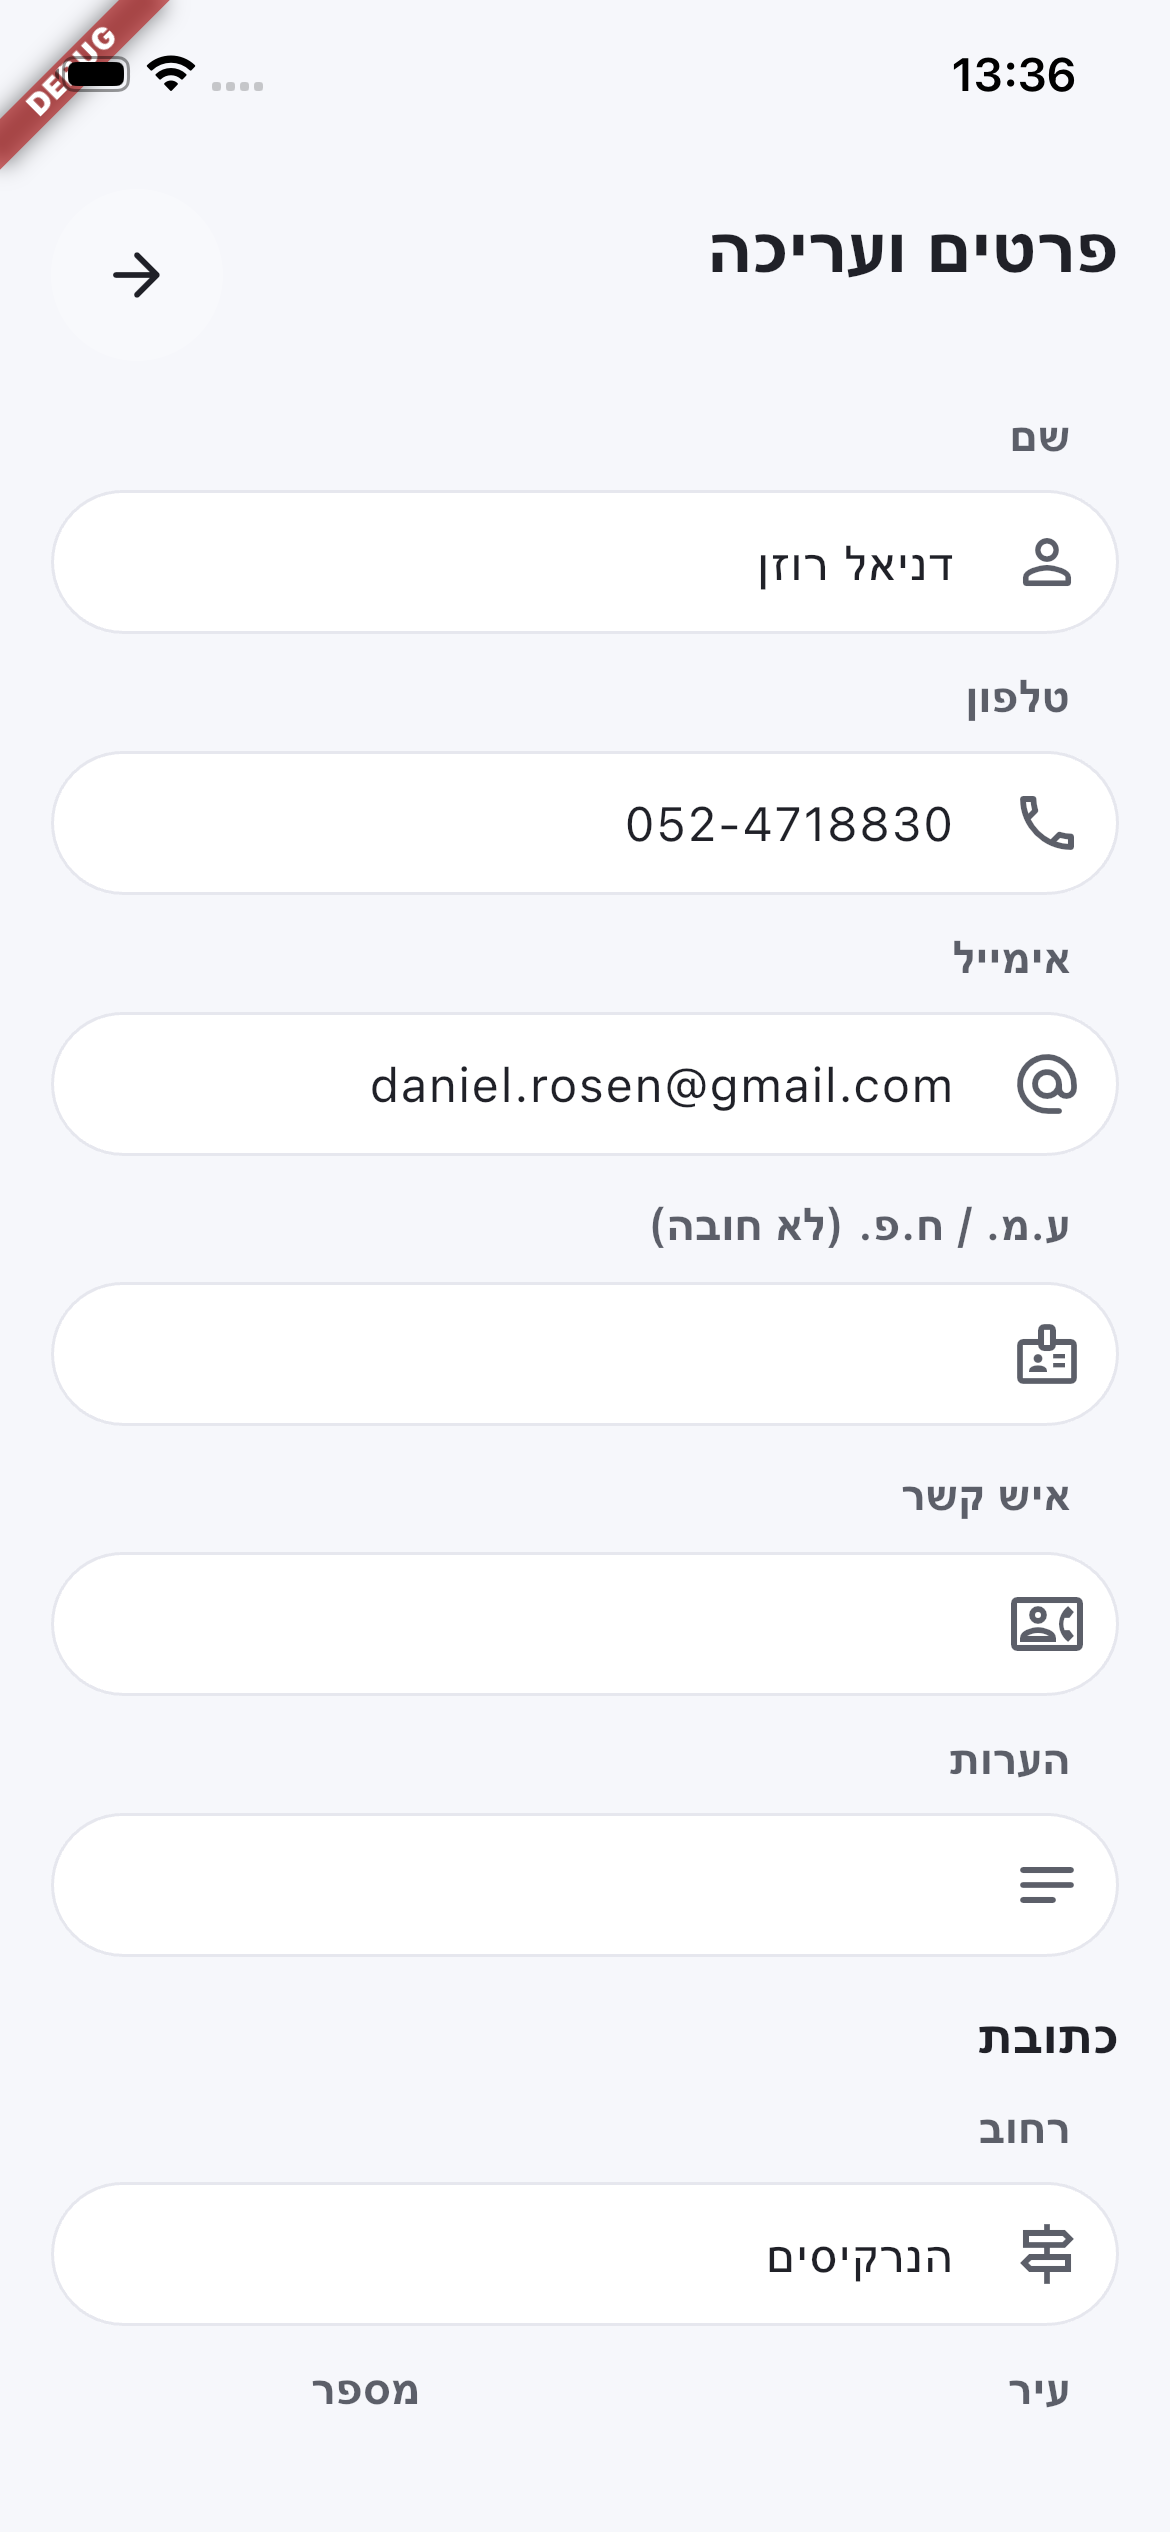 13:36
DEBUG
פרטים ועריכה
שם
דניאל רוזן
טלפון
052-4718830
אימייל
daniel.rosen@gmail.com
ע.מ. / ח.פ. (לא חובה)
איש קשר
הערות
כתובת
רחוב
הנרקיסים
עיר
מספר